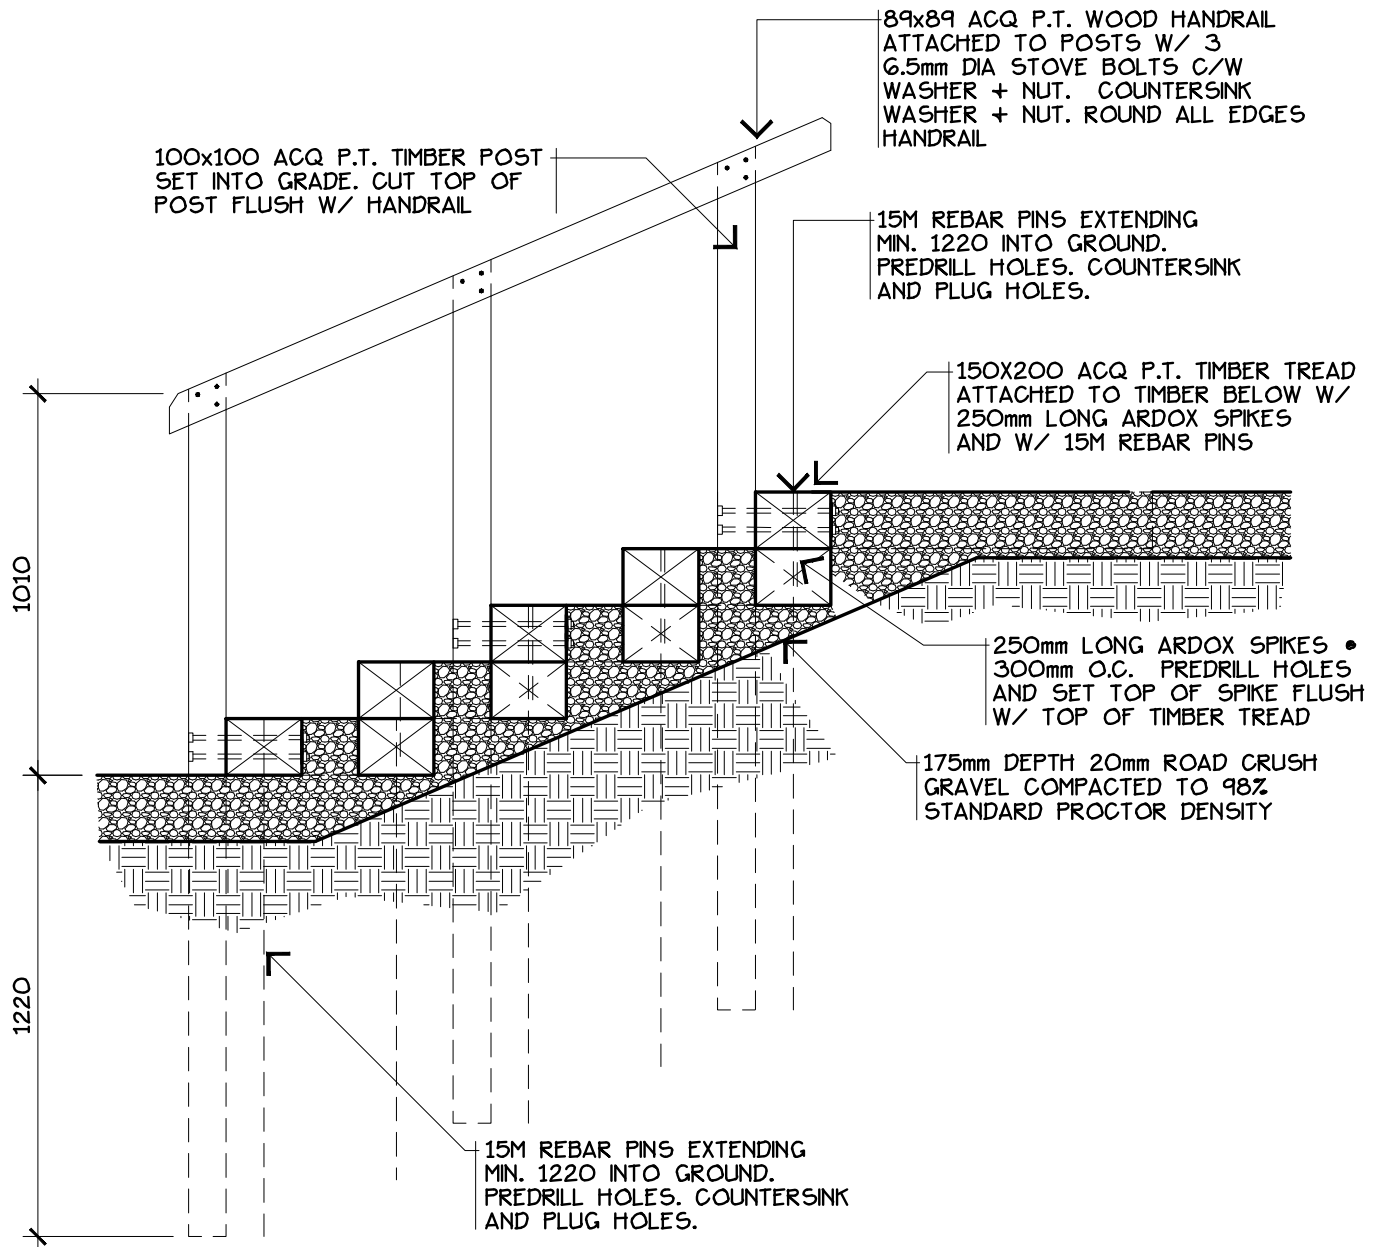 89x89 ACQ P.T. WOOD HANDRAIL
ATTACHED TO POSTS W/ 3
6.5mm DIA STOVE BOLTS C/W
WASHER + NUT. COUNTERSINK
WASHER + NUT. ROUND ALL EDGES
HANDRAIL
100x100 ACQ P.T. TIMBER POST
SET INTO GRADE. CUT TOP OF
POST FLUSH W/ HANDRAIL
15M REBAR PINS EXTENDING
MIN. 1220 INTO GROUND.
PREDRILL HOLES. COUNTERSINK
AND PLUG HOLES.
150X200 ACQ P.T. TIMBER TREAD
ATTACHED TO TIMBER BELOW W/
250mm LONG ARDOX SPIKES
AND W/ 15M REBAR PINS
1010
250mm LONG ARDOX SPIKES •
300mm O.C. PREDRILL HOLES
AND SET TOP OF SPIKE FLUSH
W/ TOP OF TIMBER TREAD
175mm DEPTH 20mm ROAD CRUSH
GRAVEL COMPACTED TO 98%
STANDARD PROCTOR DENSITY
1220
15M REBAR PINS EXTENDING
MIN. 1220 INTO GROUND.
PREDRILL HOLES. COUNTERSINK
AND PLUG HOLES.